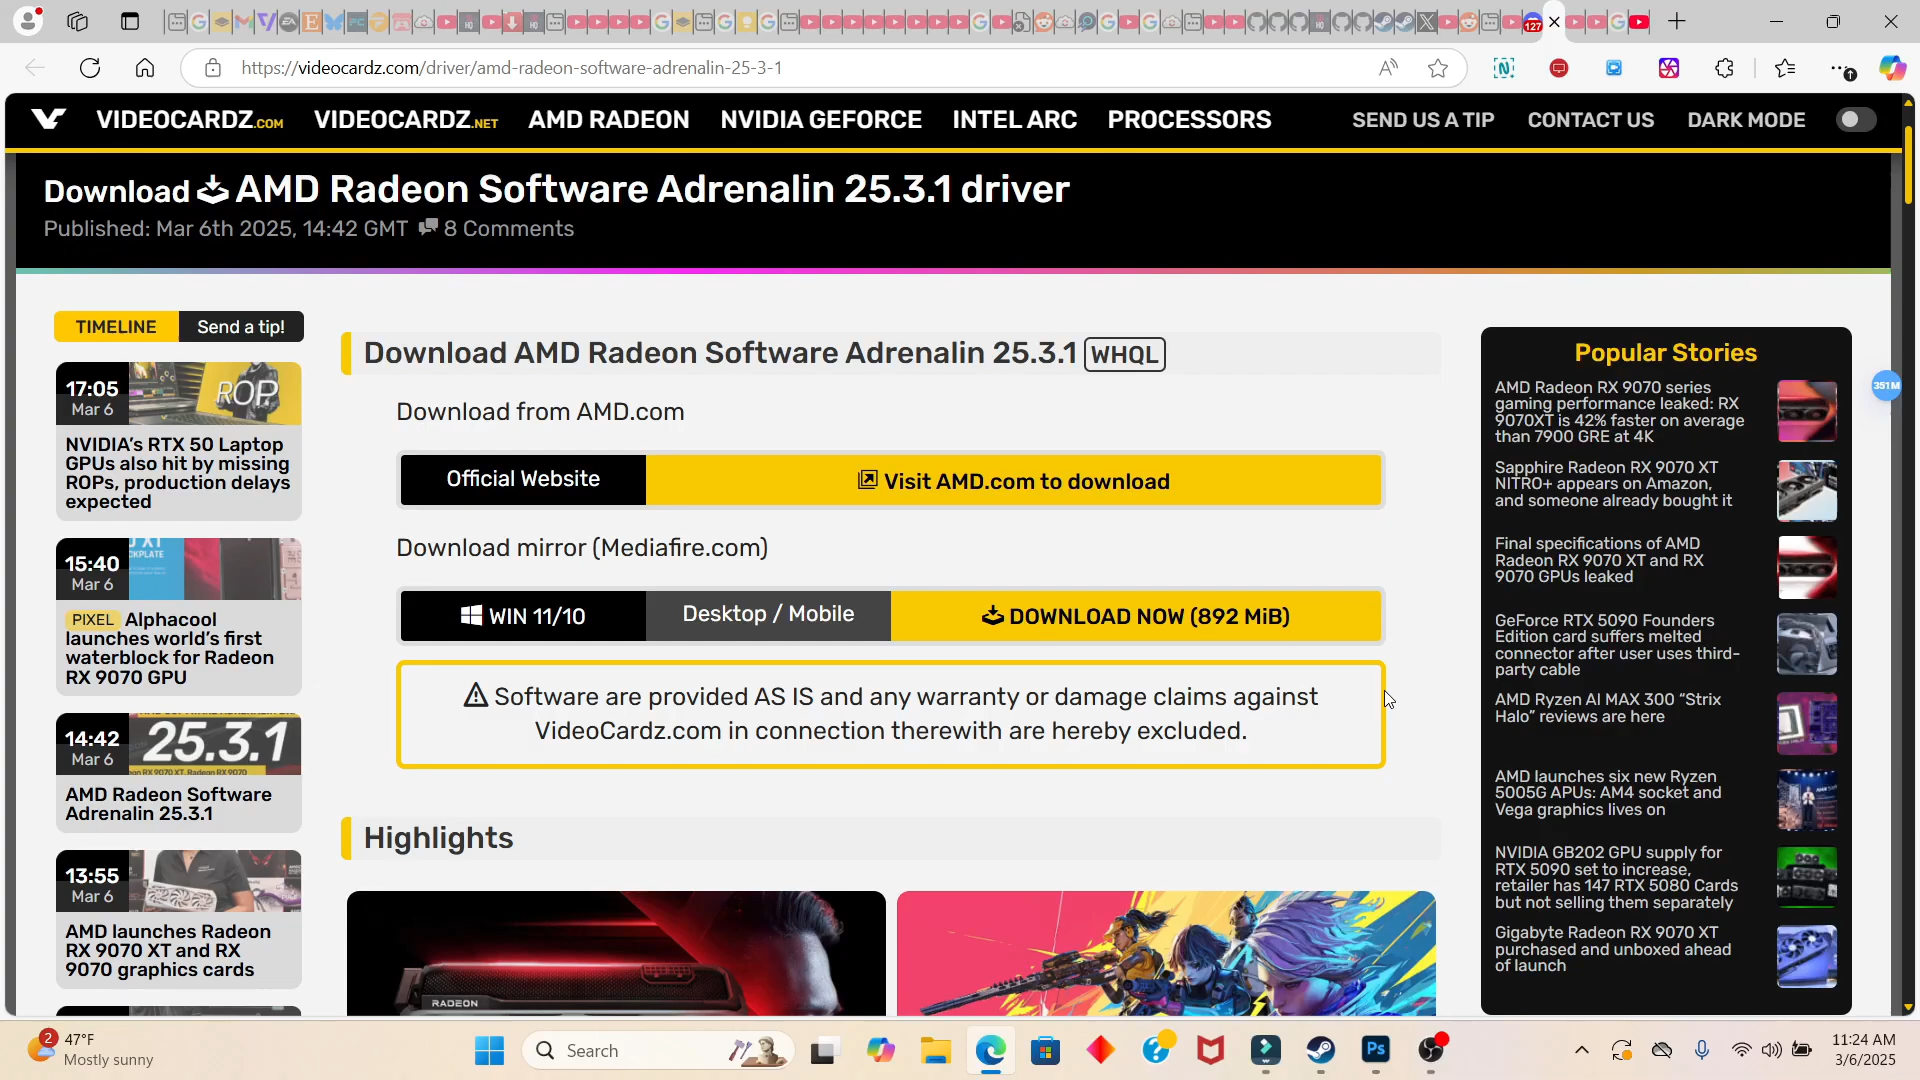 127
https://videocardz.com/driver/amd-radeon-software-adrenalin-25-3-1
VIDEOCARDZ.COM VIDEOCARDZ.NET AMD RADEON NVIDIA GEFORCE INTEL ARC PROCESSORS SEND US A TIP CONTACT US DARK MODE
Download AMD Radeon Software Adrenalin 25.3.1 driver
Published: Mar 6th 2025, 14:42 GMT 8 Comments
TIMELINE Send a tip!
17:05
Mar 6
ROP
NVIDIA's RTX 50 Laptop
GPUs also hit by missing
ROPs, production delays
expected
15:40
Mar 6
PIXEL Alphacool
launches world's first
waterblock for Radeon
RX 9070 GPU
14:42
Mar 6
25.3.1
AMD Radeon Software
Adrenalin 25.3.1
13:55
Mar 6
AMD launches Radeon
RX 9070 XT and RX
9070 graphics cards
Download AMD Radeon Software Adrenalin 25.3.1 WHQL
Download from AMD.com
Official Website Visit AMD.com to download
Download mirror (Mediafire.com)
WIN 11/10 Desktop / Mobile DOWNLOAD NOW (892 MiB)
Software are provided AS IS and any warranty or damage claims against
VideoCardz.com in connection therewith are hereby excluded.
Highlights
RADEON
Popular Stories
AMD Radeon RX 9070 series
gaming performance leaked: RX
9070XT is 42% faster on average
than 7900 GRE at 4K
Sapphire Radeon RX 9070 XT
NITRO+ appears on Amazon,
and someone already bought it
Final specifications of AMD
Radeon RX 9070 XT and RX
9070 GPUs leaked
GeForce RTX 5090 Founders
Edition card suffers melted
connector after user uses third-
party cable
AMD Ryzen AI MAX 300 “Strix
Halo” reviews are here
AMD launches six new Ryzen
5005G APUs: AM4 socket and
Vega graphics lives on
NVIDIA GB202 GPU supply for
RTX 5090 set to increase,
retailer has 147 RTX 5080 Cards
but not selling them separately
Gigabyte Radeon RX 9070 XT
purchased and unboxed ahead
of launch
351M
2
47°F
Mostly sunny
Search
Ps
11:24 AM
3/6/2025